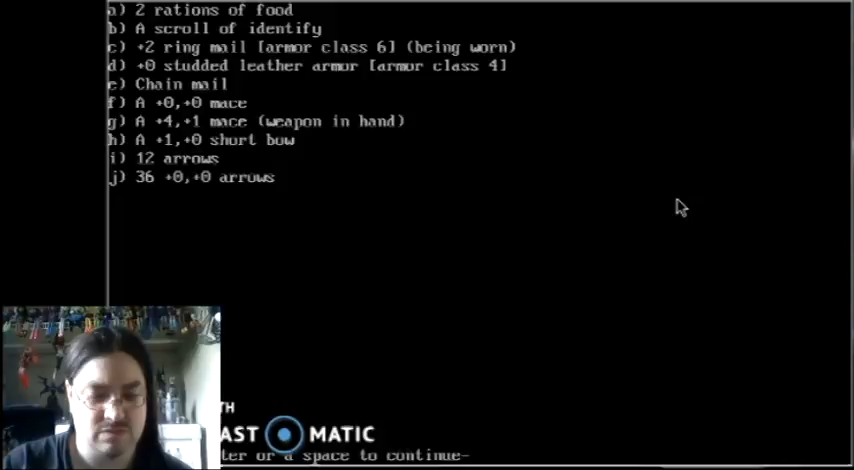 a) 2 rations of food
b) A scroll of identify
c) +2 ring mail [armor class 6] (being worn)
d) +0 studded leather armor [armor class 4]
e) Chain mail
f) A +0,+0 mace
g) A +4,+1 mace (weapon in hand)
h) A +1,+0 short bow
i) 12 arrows
j) 36 +0,+0 arrows
TH
AST MATIC
ter or a space to continue-